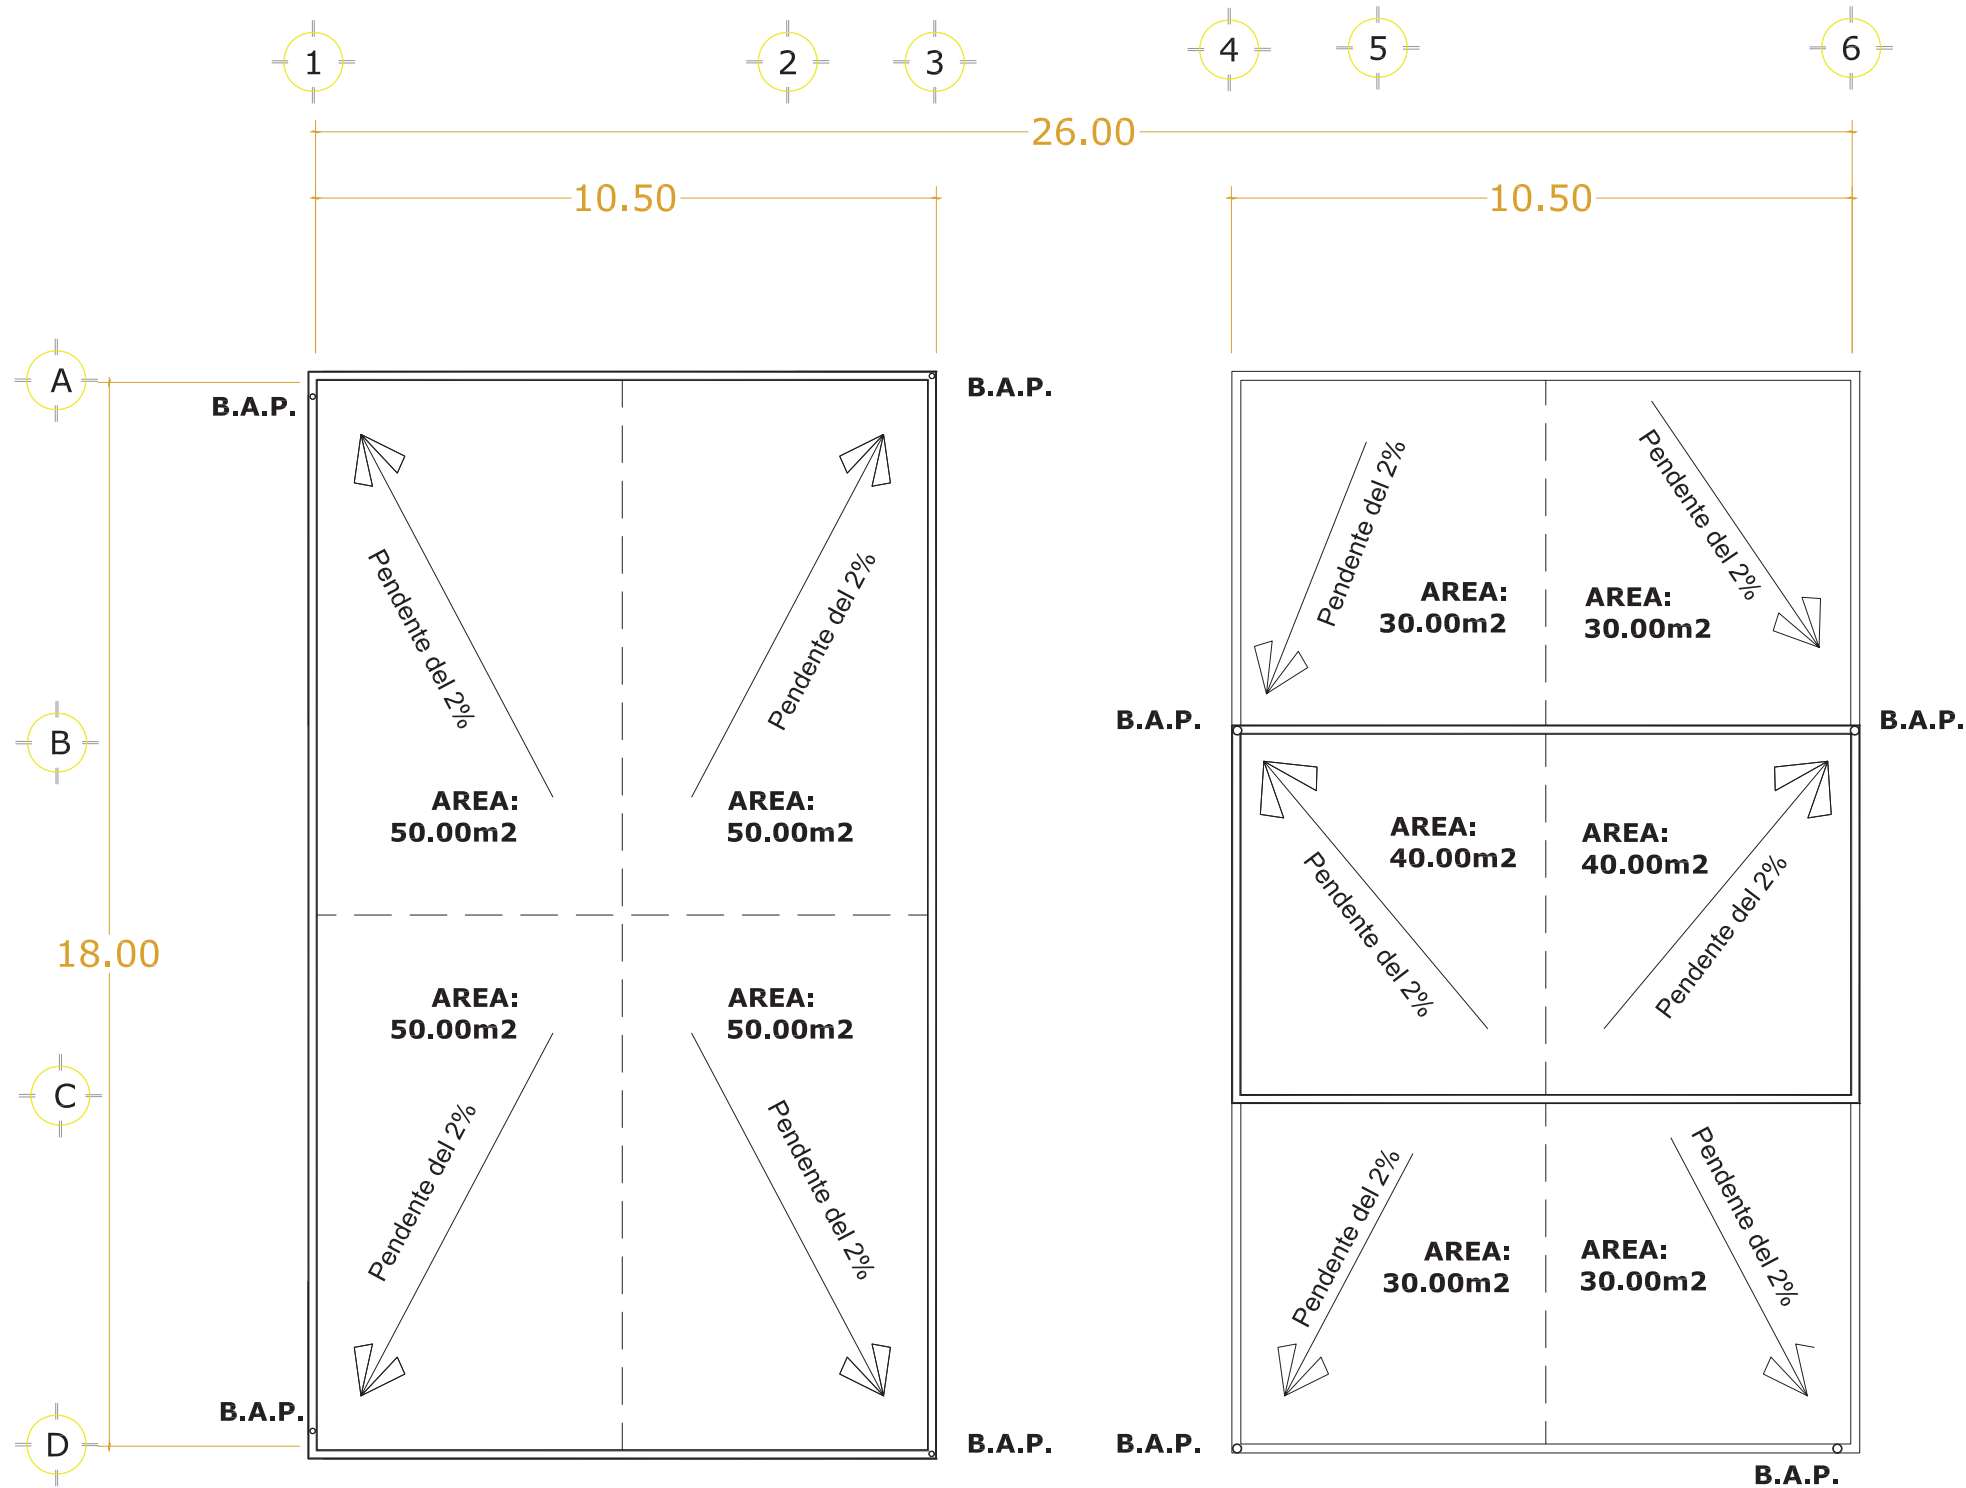 1
2
3
4
5
6
26.00
10.50
10.50
A
B.A.P.
B.A.P.
Pendente del 2%
Pendente del 2%
Pendente del 2%
Pendente del 2%
AREA:
30.00m2
AREA:
30.00m2
B
B.A.P.
B.A.P.
AREA:
50.00m2
AREA:
50.00m2
AREA:
40.00m2
AREA:
40.00m2
Pendente del 2%
Pendente del 2%
18.00
AREA:
50.00m2
AREA:
50.00m2
C
Pendente del 2%
Pendente del 2%
Pendente del 2%
Pendente del 2%
AREA:
30.00m2
AREA:
30.00m2
B.A.P.
D
B.A.P.
B.A.P.
B.A.P.